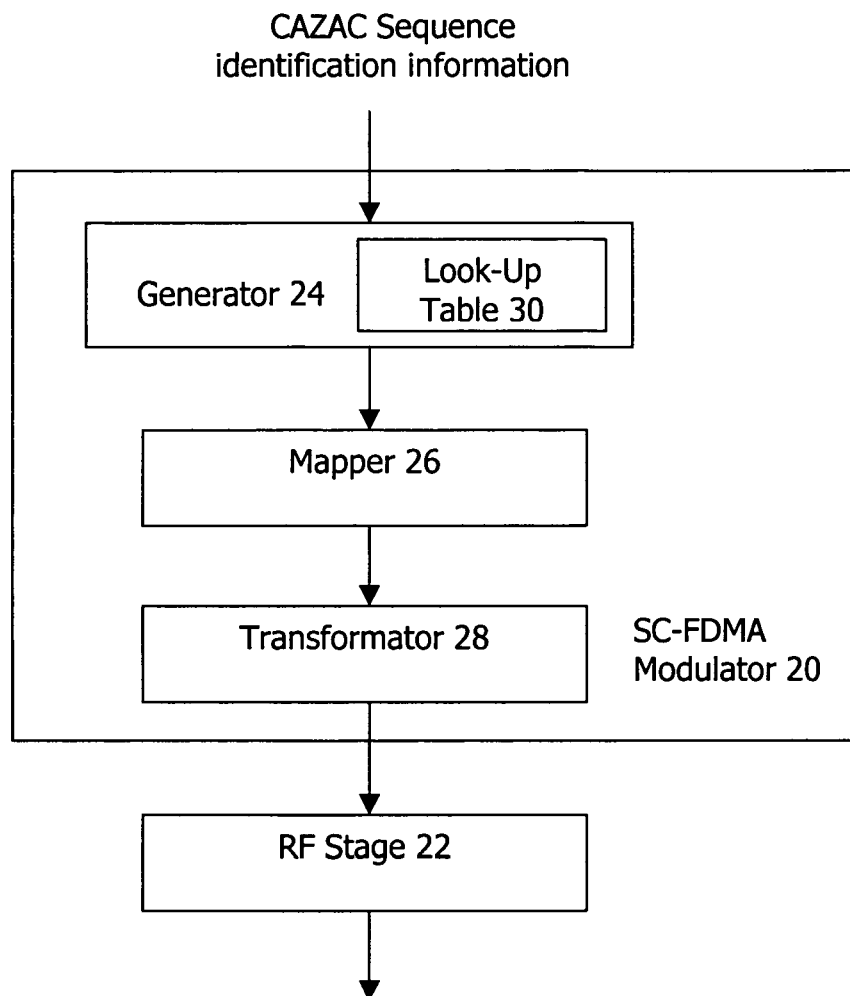 CAZAC Sequence
identification information
Generator 24
Look-Up
Table 30
Mapper 26
Transformator 28
SC-FDMA
Modulator 20
RF Stage 22